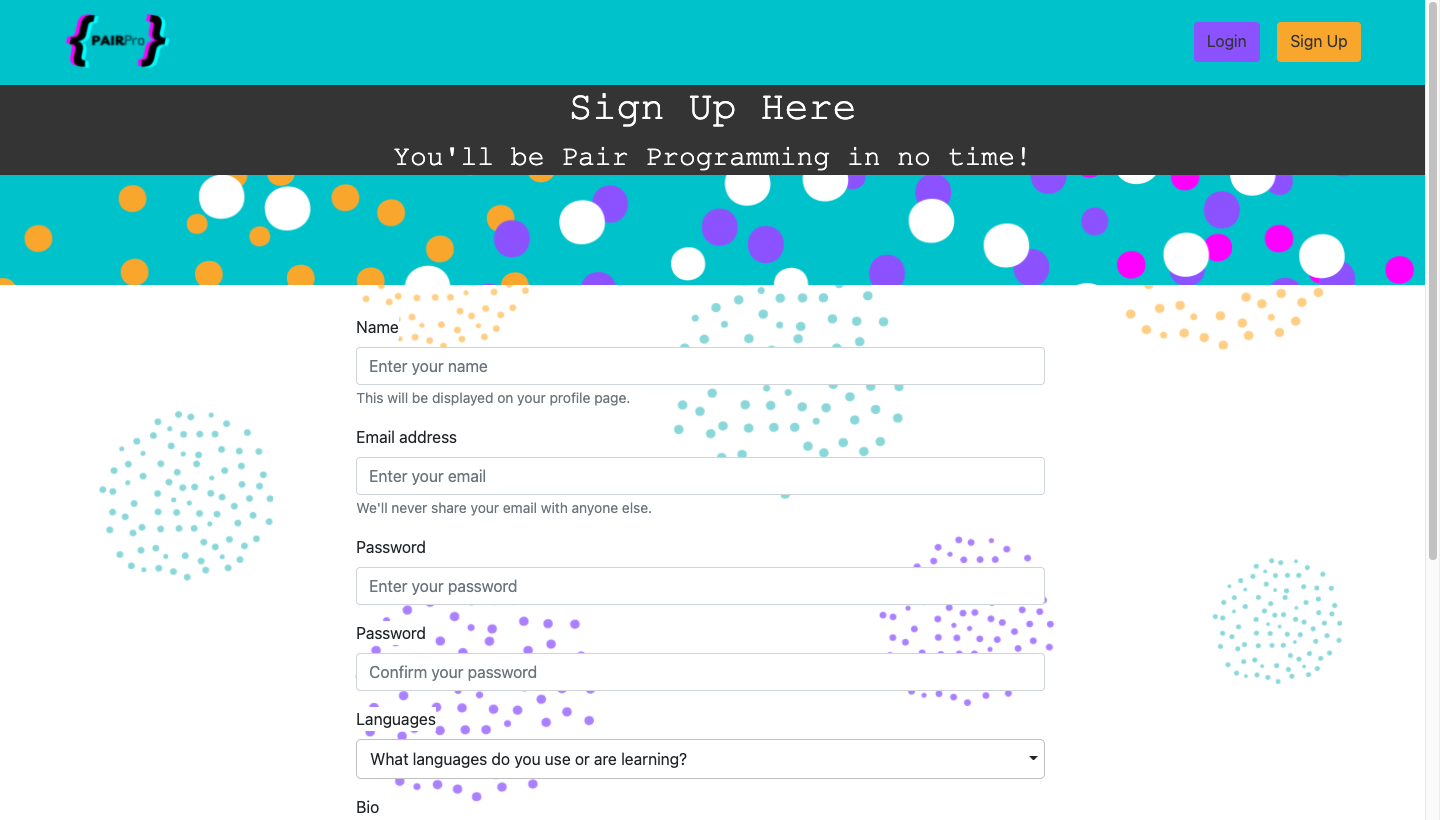 {PAIRPro}
Login
Sign Up
Sign Up Here
You'll be Pair Programming in no time!
Name
Enter your name
This will be displayed on your profile page.
Email address
Enter your email
We'll never share your email with anyone else.
Password
Enter your password
Password
Confirm your password
Languages
What languages do you use or are learning?
Bio